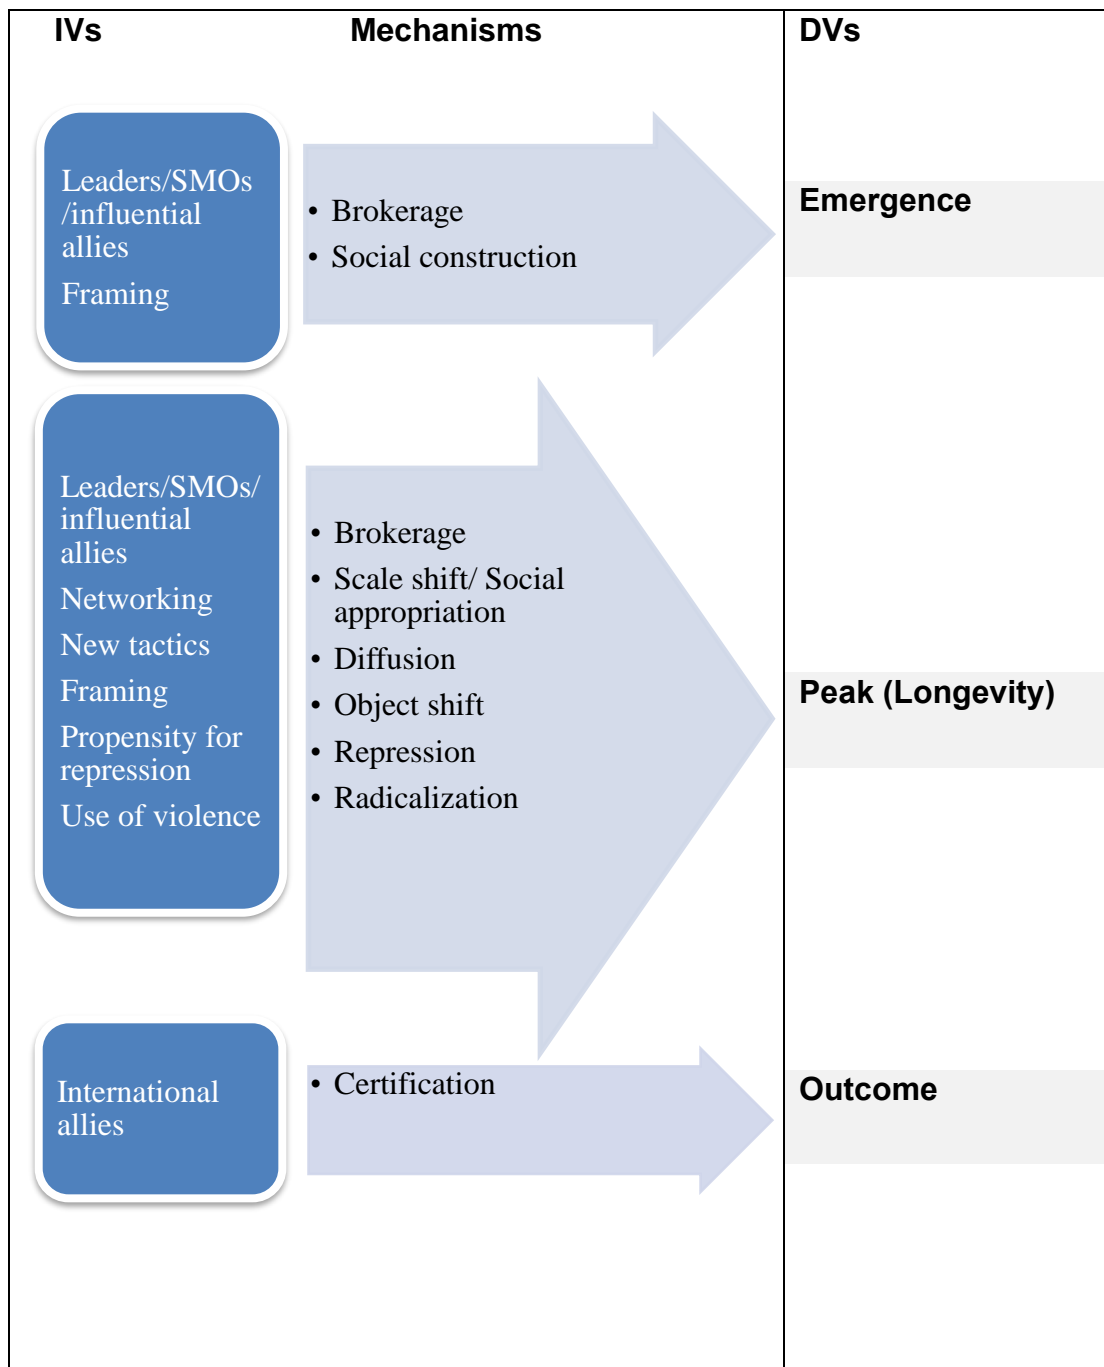 IVs
Mechanisms
DVs
Leaders/SMOs
/influential
allies
Framing
• Brokerage
• Social construction
Emergence
Leaders/SMOs/
influential
allies
Networking
New tactics
Framing
Propensity for
repression
Use of violence
• Brokerage
• Scale shift/ Social
appropriation
• Diffusion
• Object shift
• Repression
• Radicalization
Peak (Longevity)
International
allies
• Certification
Outcome